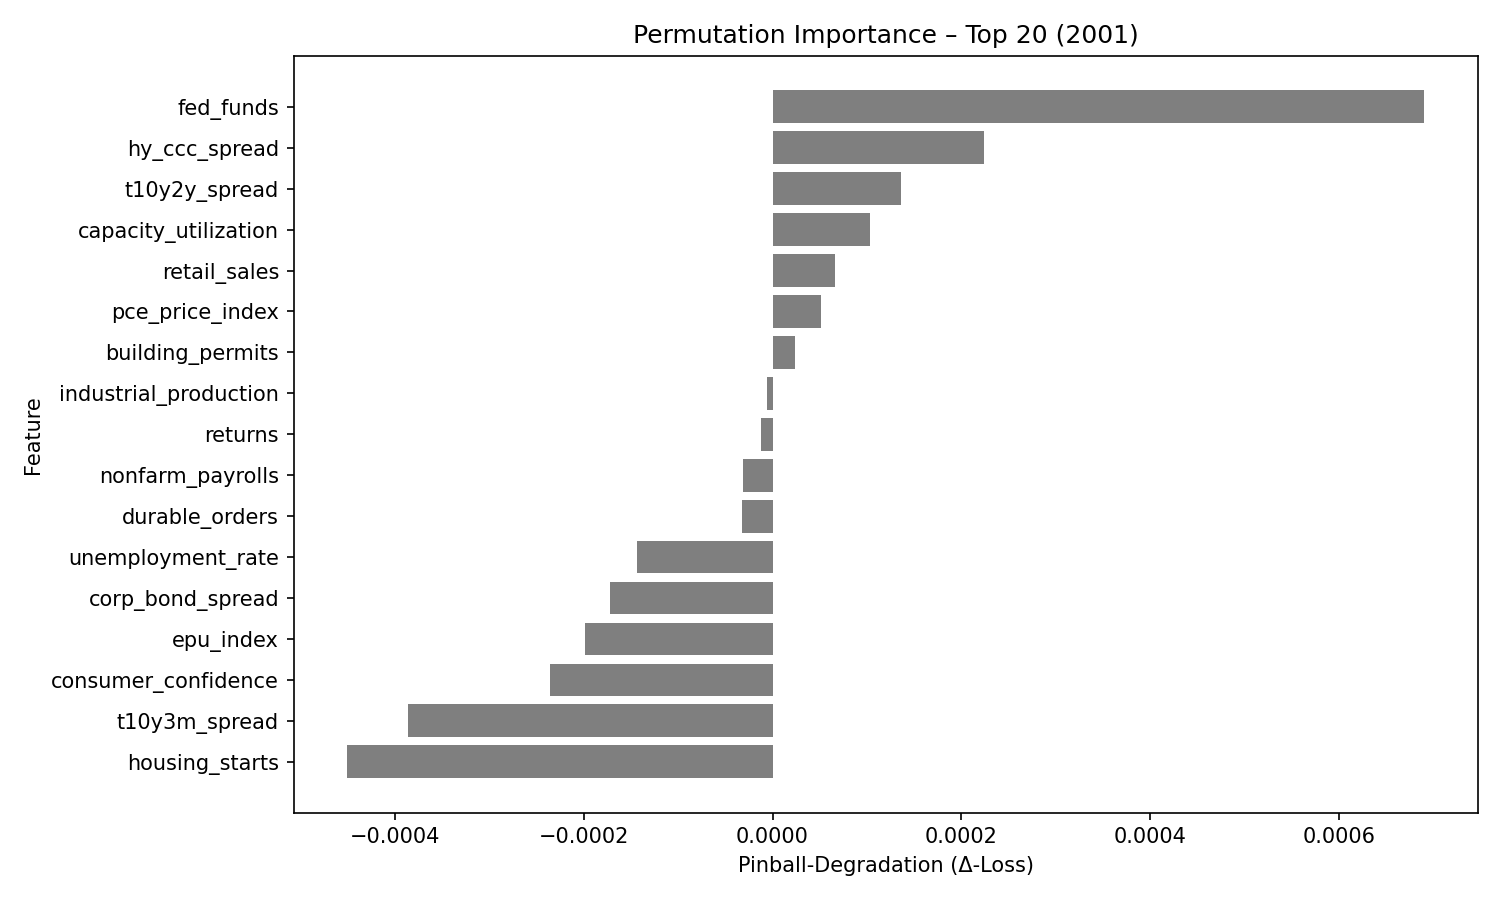 Permutation Importance – Top 20 (2001)
Feature
fed_funds
hy_ccc_spread
t10y2y_spread
capacity_utilization
retail_sales
pce_price_index
building_permits
industrial_production
returns
nonfarm_payrolls
durable_orders
unemployment_rate
corp_bond_spread
epu_index
consumer_confidence
t10y3m_spread
housing_starts
−0.0004 −0.0002 0.0000 0.0002 0.0004 0.0006
Pinball-Degradation (Δ-Loss)